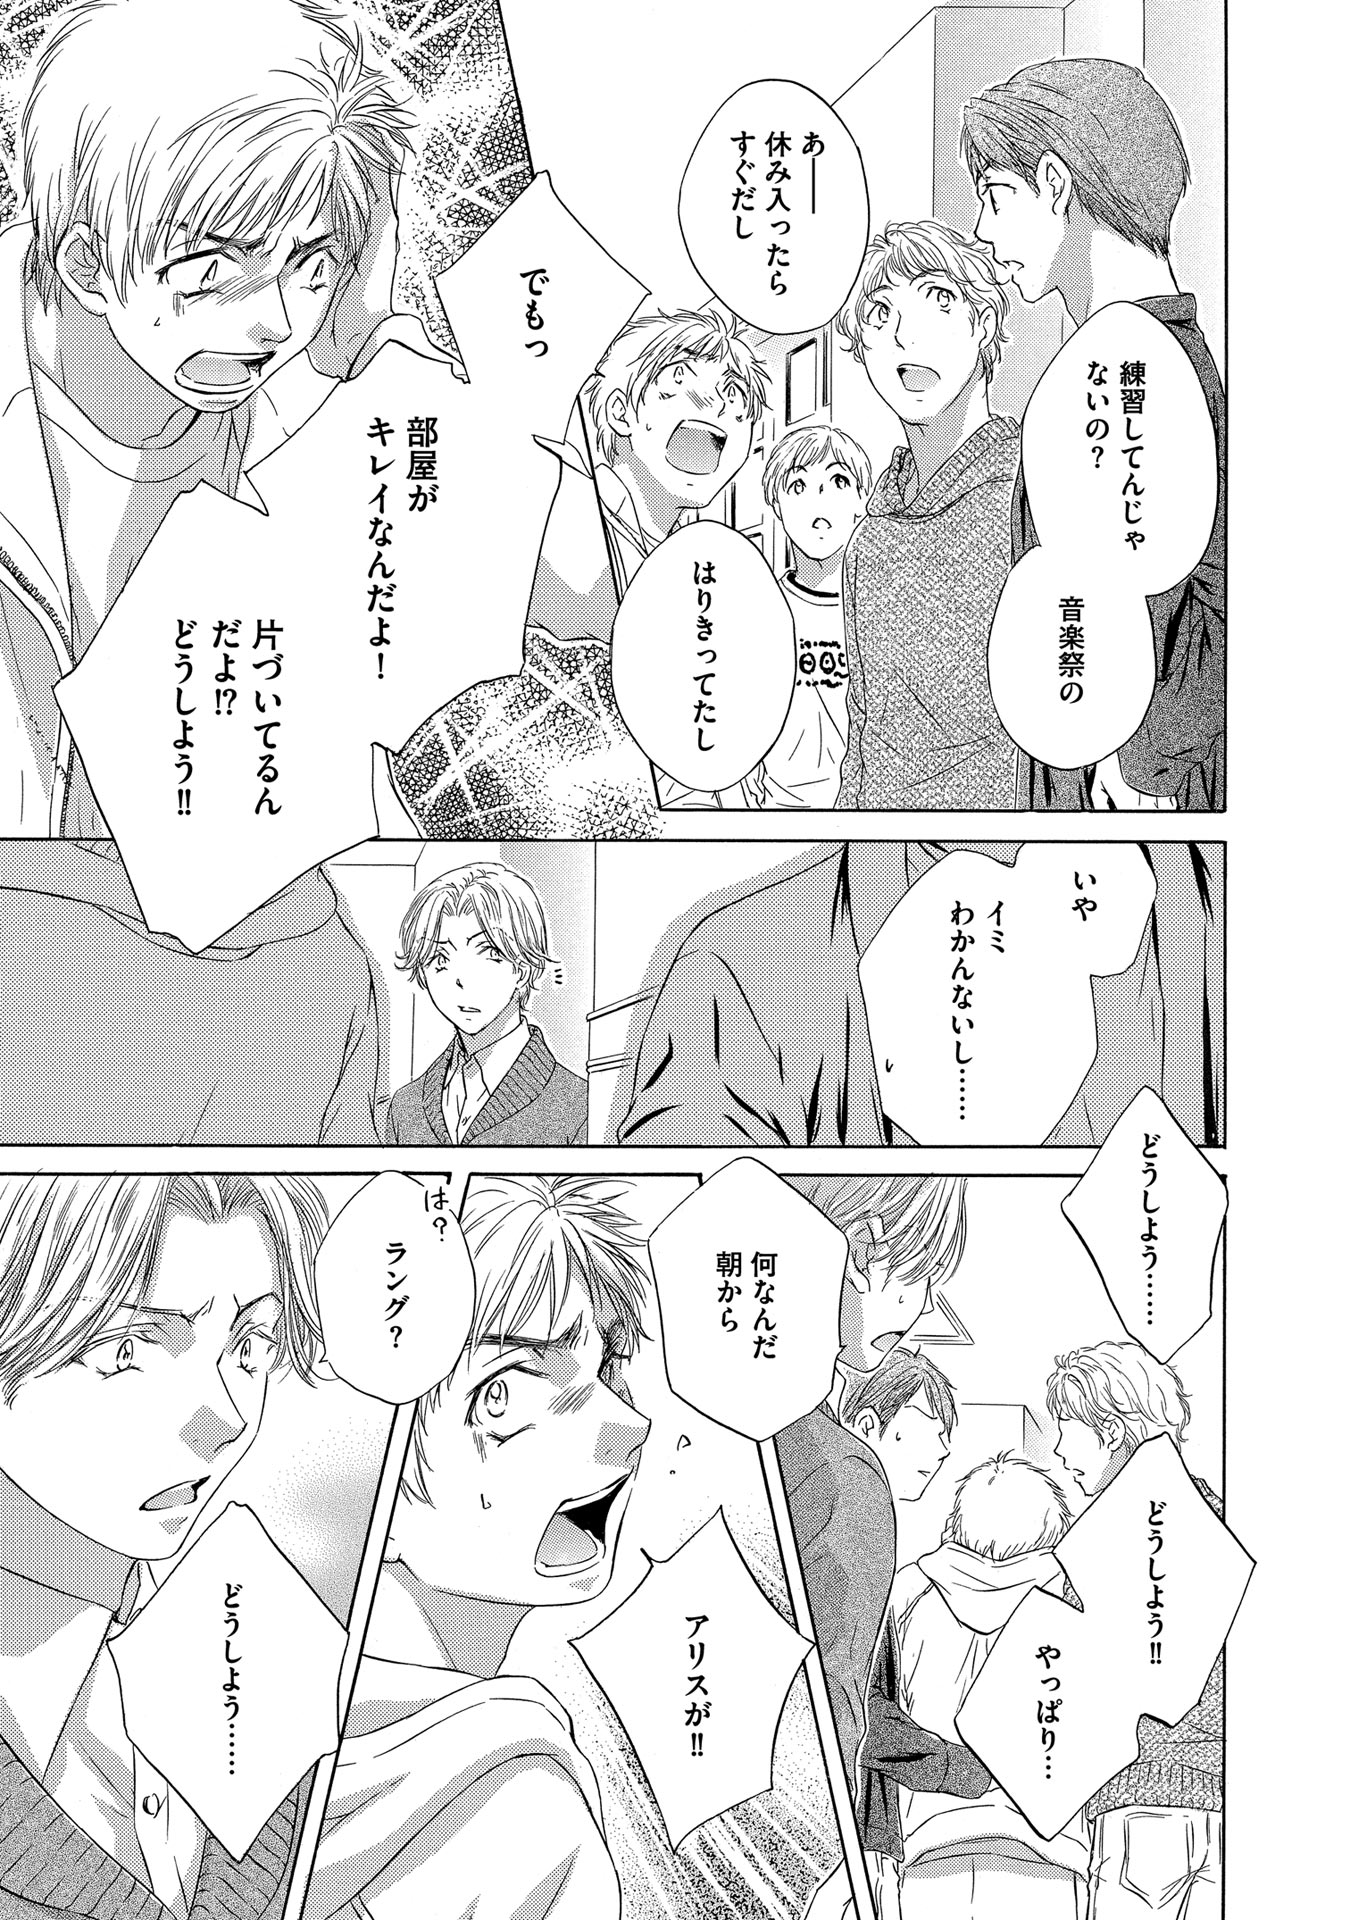 練習してんじゃ
ないの?
音楽祭の
あ――
休み入ったら
すぐだし
はりきってたし
でもっ
部屋が
キレイなんだよ!
片づいてるん
だよ!?
どうしよう!!
いや
イミ
わかんないし……
どうしよう……
どうしよう!!
やっぱり…
何なんだ
朝から
アリスが!!
は?
ラング?
どうしよう……